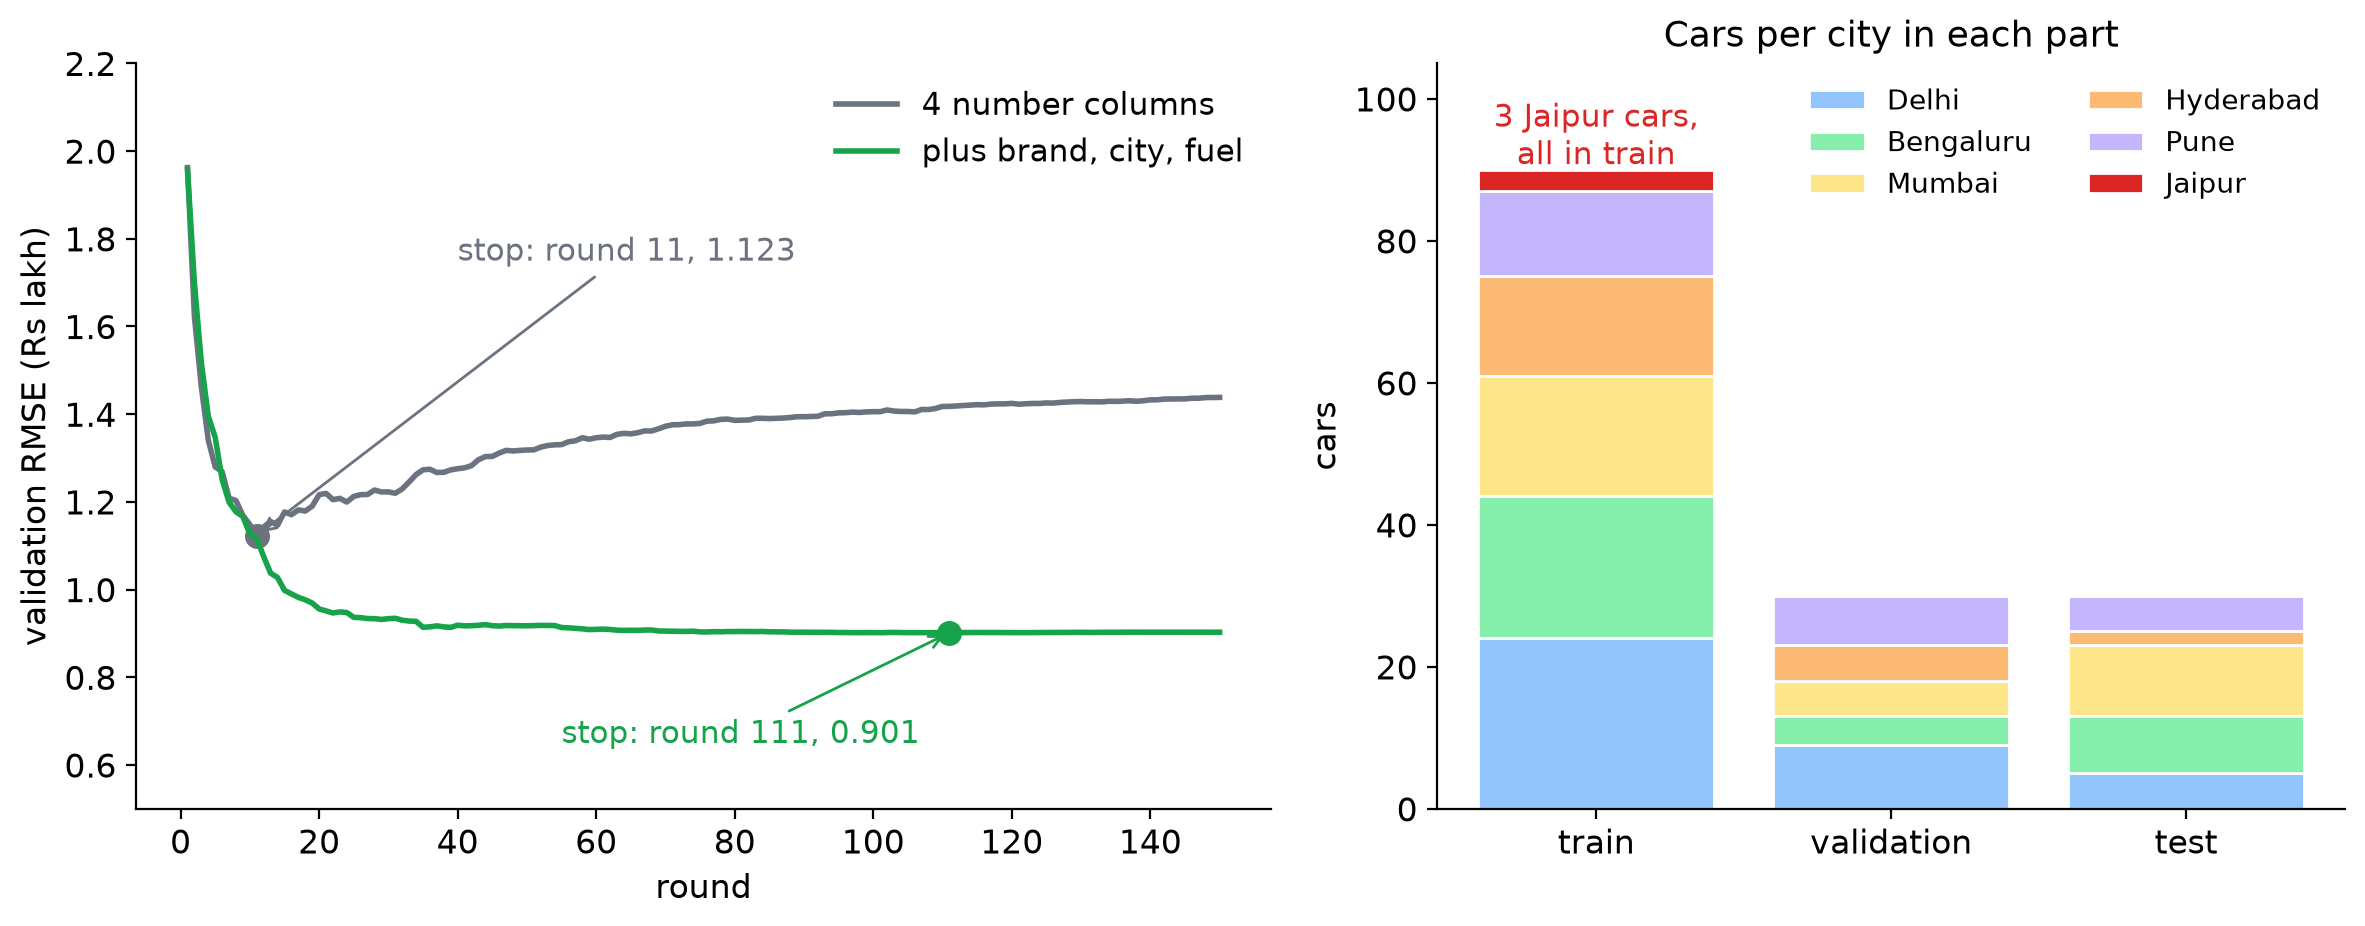 2.2
2.0
1.8
1.6
1.4
1.2
1.0
0.8
0.6
validation RMSE (Rs lakh)
4 number columns
plus brand, city, fuel
stop: round 11, 1.123
stop: round 111, 0.901
0 20 40 60 80 100 120 140
round
Cars per city in each part
100
80
60
40
20
0
cars
3 Jaipur cars,
all in train
Delhi
Bengaluru
Mumbai
Hyderabad
Pune
Jaipur
train validation test